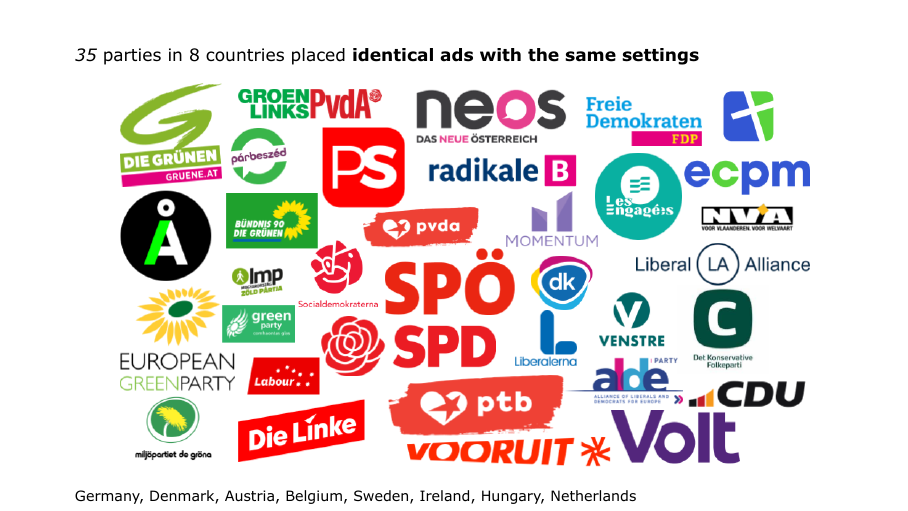 35 parties in 8 countries placed identical ads with the same settings
GROEN
LINKS PvdA
neos
DAS NEUE ÖSTERREICH
Freie
Demokraten
FDP
DIE GRÜNEN
GRUENE.AT
párbeszéd
PS
radikale B
Les
Engagé·e·s
ecpm
Å
BÜNDNIS 90
DIE GRÜNEN
pvda
MOMENTUM
N-VA
VOOR VLAANDEREN. VOOR WELVAART
Liberal LA Alliance
lmp
ZÖLD PÁRTIA
Socialdemokraterna
SPÖ
dk
green
party
VENSTRE
C
Det Konservative
Folkeparti
EUROPEAN
GREENPARTY
Labour
SPD
Liberalerna
alde PARTY
ALLIANCE OF LIBERALS AND
DEMOCRATS FOR EUROPE
CDU
ptb
Die Linke
miljöpartiet de gröna
VOORUIT
Volt
Germany, Denmark, Austria, Belgium, Sweden, Ireland, Hungary, Netherlands